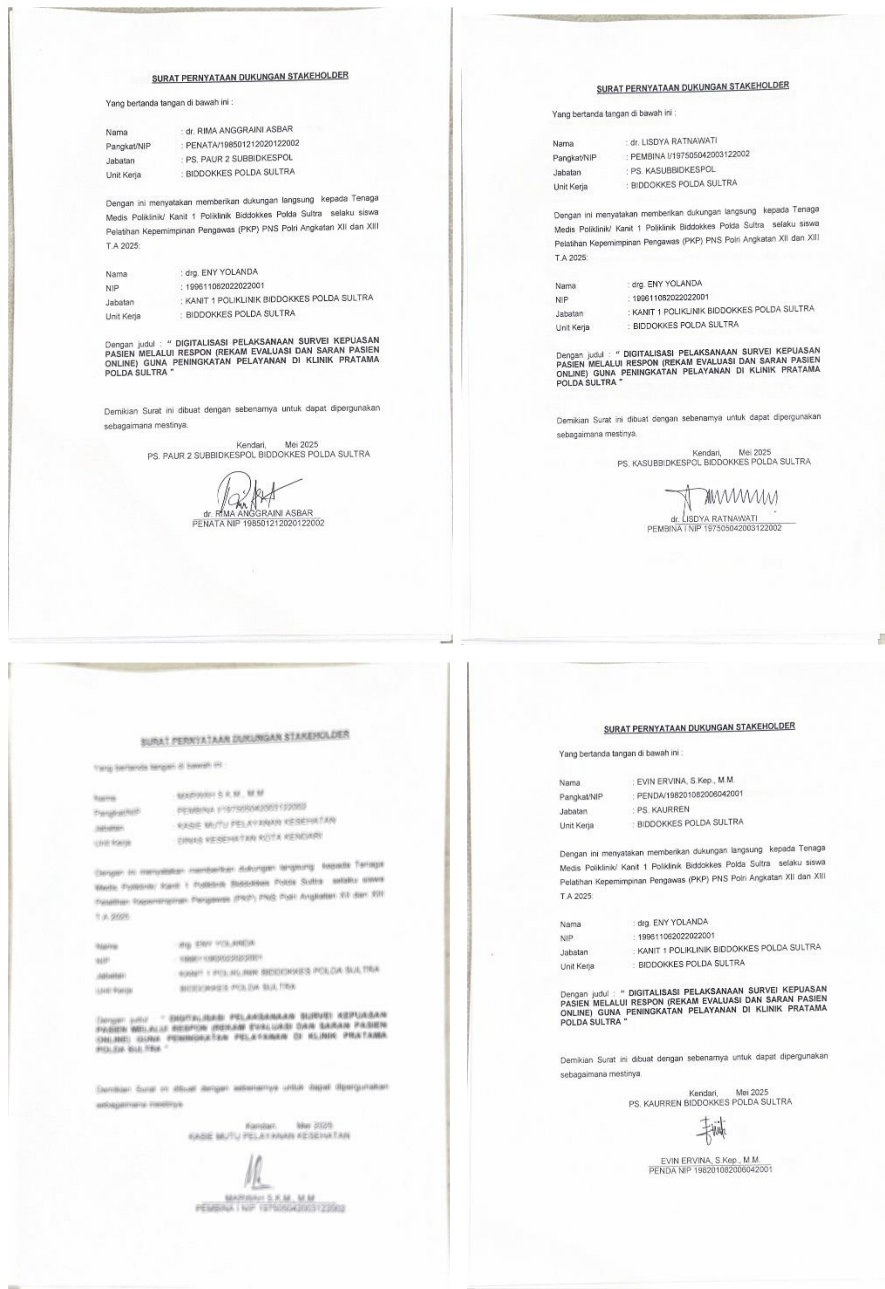 SURAT PERNYATAAN DUKUNGAN STAKEHOLDER
Yang bertanda tangan di bawah ini :
Nama : dr. RIMA ANGGRAINI ASBAR
Pangkat/NIP : PENATA/198501212020122002
Jabatan : PS. PAUR 2 SUBBIDKESPOL
Unit Kerja : BIDDOKKES POLDA SULTRA
Dengan ini menyatakan memberikan dukungan langsung kepada Tenaga
Medis Poliklinik/ Kanit 1 Poliklinik Biddokkes Polda Sultra selaku siswa
Pelatihan Kepemimpinan Pengawas (PKP) PNS Polri Angkatan XII dan XIII
T.A 2025:
Nama : drg. ENY YOLANDA
NIP : 199611062022022001
Jabatan : KANIT 1 POLIKLINIK BIDDOKKES POLDA SULTRA
Unit Kerja : BIDDOKKES POLDA SULTRA
Dengan judul : " DIGITALISASI PELAKSANAAN SURVEI KEPUASAN
PASIEN MELALUI RESPON (REKAM EVALUASI DAN SARAN PASIEN
ONLINE) GUNA PENINGKATAN PELAYANAN DI KLINIK PRATAMA
POLDA SULTRA "
Demikian Surat ini dibuat dengan sebenarnya untuk dapat dipergunakan
sebagaimana mestinya.
Kendari, Mei 2025
PS. PAUR 2 SUBBIDKESPOL BIDDOKKES POLDA SULTRA
dr. RIMA ANGGRAINI ASBAR
PENATA NIP 198501212020122002
SURAT PERNYATAAN DUKUNGAN STAKEHOLDER
Yang bertanda tangan di bawah ini :
Nama : dr. LISDYA RATNAWATI
Pangkat/NIP : PEMBINA I/197505042003122002
Jabatan : PS. KASUBBIDKESPOL
Unit Kerja : BIDDOKKES POLDA SULTRA
Dengan ini menyatakan memberikan dukungan langsung kepada Tenaga
Medis Poliklinik/ Kanit 1 Poliklinik Biddokkes Polda Sultra selaku siswa
Pelatihan Kepemimpinan Pengawas (PKP) PNS Polri Angkatan XII dan XIII
T.A 2025:
Nama : drg. ENY YOLANDA
NIP : 199611062022022001
Jabatan : KANIT 1 POLIKLINIK BIDDOKKES POLDA SULTRA
Unit Kerja : BIDDOKKES POLDA SULTRA
Dengan judul : " DIGITALISASI PELAKSANAAN SURVEI KEPUASAN
PASIEN MELALUI RESPON (REKAM EVALUASI DAN SARAN PASIEN
ONLINE) GUNA PENINGKATAN PELAYANAN DI KLINIK PRATAMA
POLDA SULTRA "
Demikian Surat ini dibuat dengan sebenarnya untuk dapat dipergunakan
sebagaimana mestinya.
Kendari, Mei 2025
PS. KASUBBIDKESPOL BIDDOKKES POLDA SULTRA
dr. LISDYA RATNAWATI
PEMBINA I NIP 197505042003122002
SURAT PERNYATAAN DUKUNGAN STAKEHOLDER
Yang bertanda tangan di bawah ini :
Nama : MARWAH S.K.M., M.M
Pangkat/NIP : PEMBINA I/197505042003122002
Jabatan : KASIE MUTU PELAYANAN KESEHATAN
Unit Kerja : DINAS KESEHATAN KOTA KENDARI
Dengan ini menyatakan memberikan dukungan langsung kepada Tenaga
Medis Poliklinik/ Kanit 1 Poliklinik Biddokkes Polda Sultra selaku siswa
Pelatihan Kepemimpinan Pengawas (PKP) PNS Polri Angkatan XII dan XIII
T.A 2025
Nama : drg. ENY YOLANDA
NIP
Jabatan : KANIT 1 POLIKLINIK BIDDOKKES POLDA SULTRA
Unit Kerja : BIDDOKKES POLDA SULTRA
Dengan judul : " DIGITALISASI PELAKSANAAN SURVEI KEPUASAN
PASIEN MELALUI RESPON (REKAM EVALUASI DAN SARAN PASIEN
ONLINE) GUNA PENINGKATAN PELAYANAN DI KLINIK PRATAMA
POLDA SULTRA "
Demikian Surat ini dibuat dengan sebenarnya untuk dapat dipergunakan
sebagaimana mestinya
Kendari, Mei 2025
KASIE MUTU PELAYANAN KESEHATAN
MARWAH S.K.M., M.M
PEMBINA I NIP 197505042003122002
SURAT PERNYATAAN DUKUNGAN STAKEHOLDER
Yang bertanda tangan di bawah ini :
Nama : EVIN ERVINA, S.Kep., M.M
Pangkat/NIP : PENDA/198201082006042001
Jabatan : PS. KAURREN
Unit Kerja : BIDDOKKES POLDA SULTRA
Dengan ini menyatakan memberikan dukungan langsung kepada Tenaga
Medis Poliklinik/ Kanit 1 Poliklinik Biddokkes Polda Sultra selaku siswa
Pelatihan Kepemimpinan Pengawas (PKP) PNS Polri Angkatan XII dan XIII
T.A 2025:
Nama : drg. ENY YOLANDA
NIP : 199611062022022001
Jabatan : KANIT 1 POLIKLINIK BIDDOKKES POLDA SULTRA
Unit Kerja : BIDDOKKES POLDA SULTRA
Dengan judul : " DIGITALISASI PELAKSANAAN SURVEI KEPUASAN
PASIEN MELALUI RESPON (REKAM EVALUASI DAN SARAN PASIEN
ONLINE) GUNA PENINGKATAN PELAYANAN DI KLINIK PRATAMA
POLDA SULTRA "
Demikian Surat ini dibuat dengan sebenarnya untuk dapat dipergunakan
sebagaimana mestinya.
Kendari, Mei 2025
PS. KAURREN BIDDOKKES POLDA SULTRA
EVIN ERVINA, S.Kep., M.M.
PENDA NIP 198201082006042001